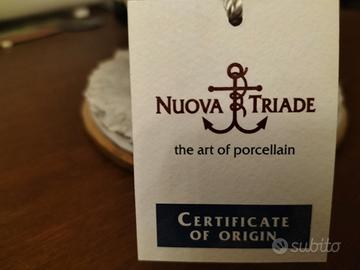 NUOVA TRIADE
the art of porcellain
CERTIFICATE
OF ORIGIN
subito